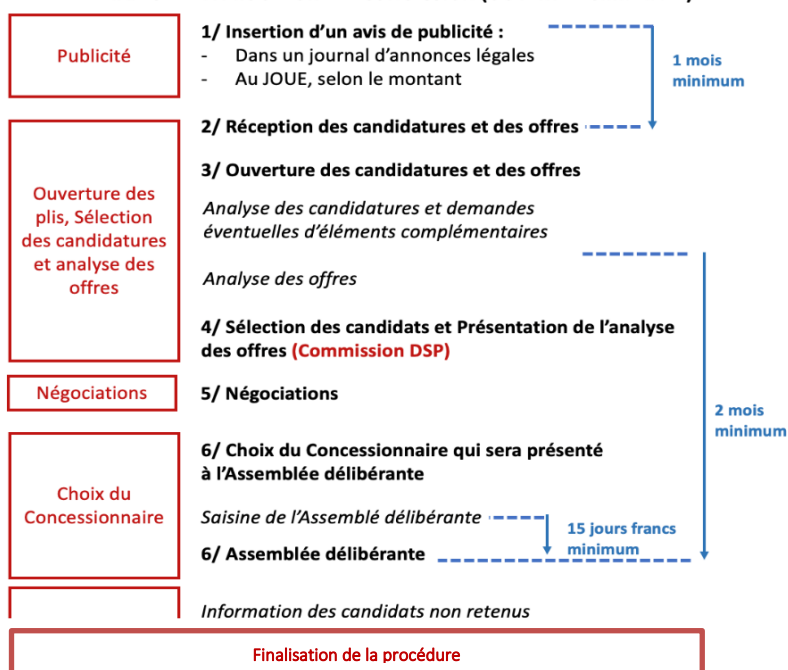 Publicité
1/ Insertion d’un avis de publicité :
- Dans un journal d’annonces légales
- Au JOUE, selon le montant
1 mois
minimum
2/ Réception des candidatures et des offres
Ouverture des
plis, Sélection
des candidatures
et analyse des
offres
3/ Ouverture des candidatures et des offres
Analyse des candidatures et demandes
éventuelles d’éléments complémentaires
Analyse des offres
4/ Sélection des candidats et Présentation de l’analyse
des offres (Commission DSP)
Négociations
5/ Négociations
2 mois
minimum
Choix du
Concessionnaire
6/ Choix du Concessionnaire qui sera présenté
à l’Assemblée délibérante
Saisine de l’Assemblé délibérante
15 jours francs
minimum
6/ Assemblée délibérante
Information des candidats non retenus
Finalisation de la procédure